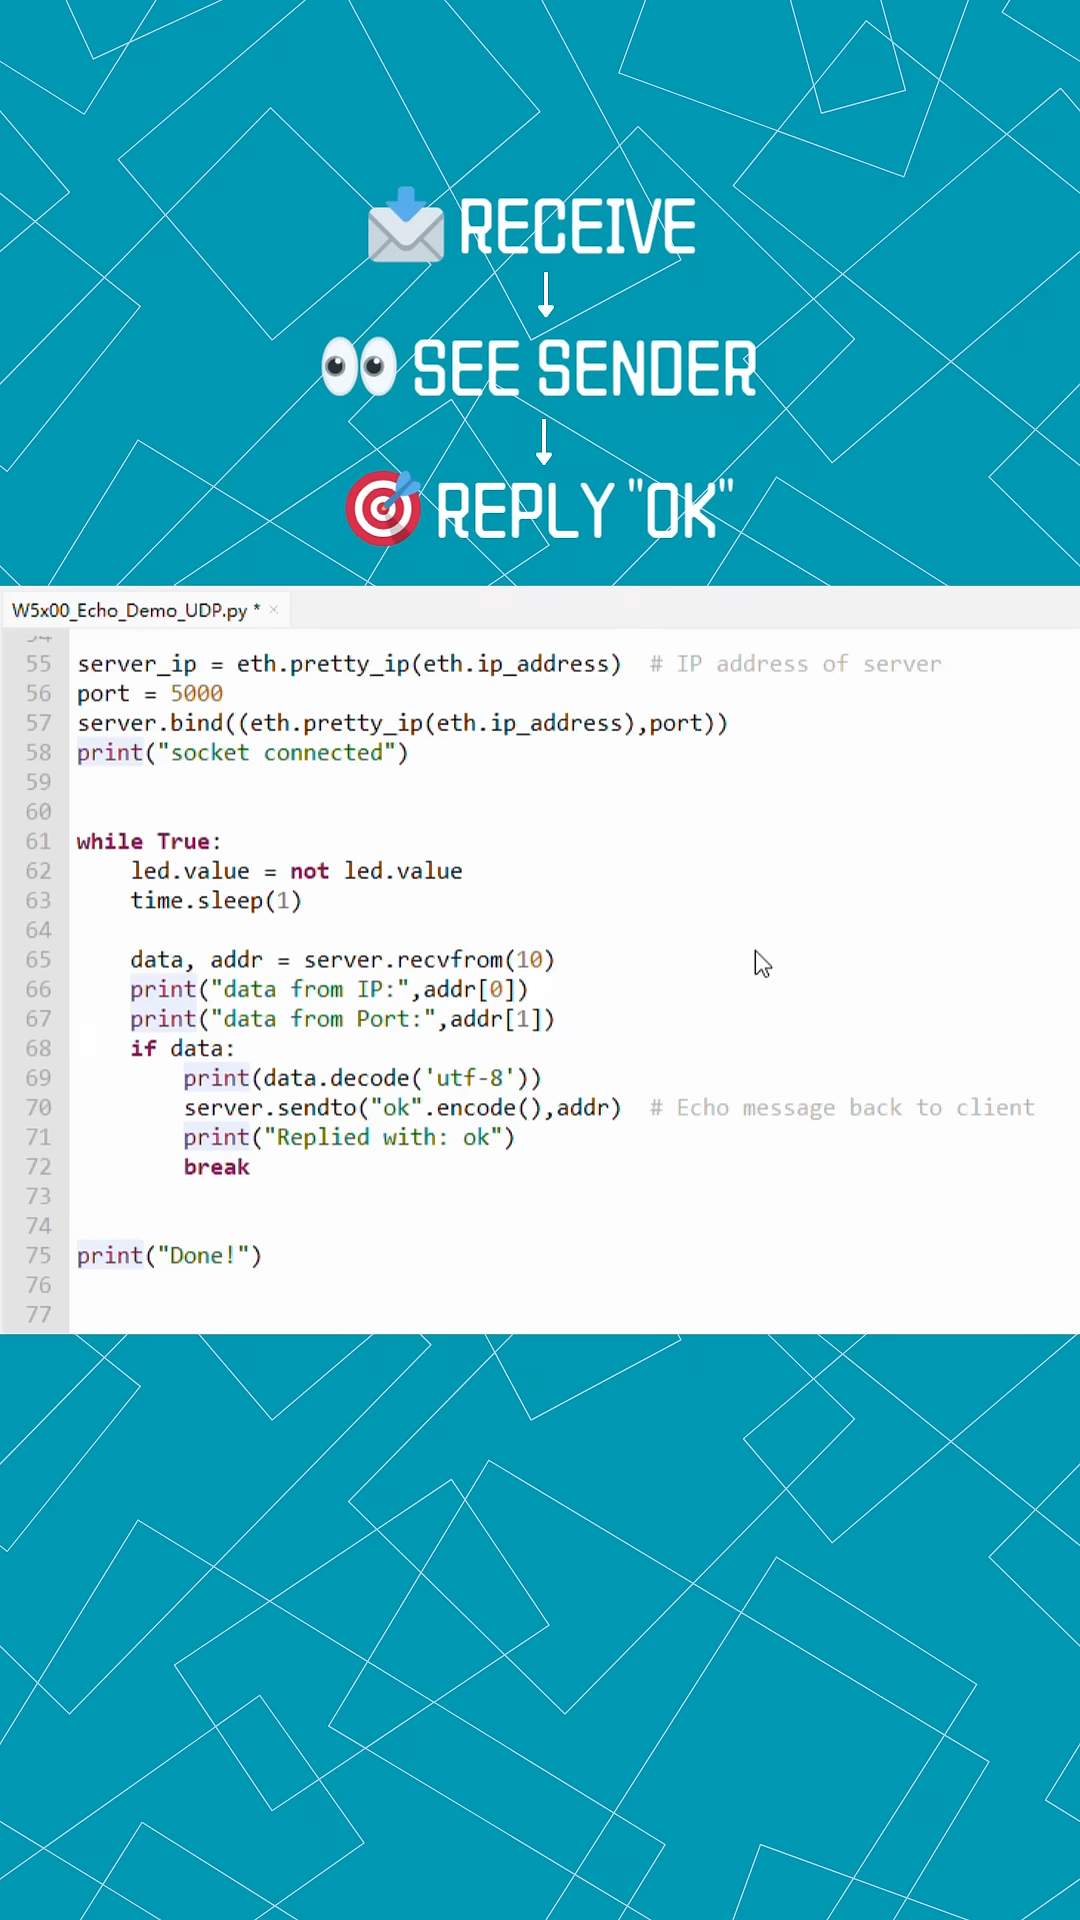 RECEIVE
SEE SENDER
REPLY "OK"
W5x00_Echo_Demo_UDP.py * ×
54
55 server_ip = eth.pretty_ip(eth.ip_address)  # IP address of server
56 port = 5000
57 server.bind((eth.pretty_ip(eth.ip_address),port))
58 print("socket connected")
59
60
61 while True:
62     led.value = not led.value
63     time.sleep(1)
64
65     data, addr = server.recvfrom(10)
66     print("data from IP:",addr[0])
67     print("data from Port:",addr[1])
68     if data:
69         print(data.decode('utf-8'))
70         server.sendto("ok".encode(),addr)  # Echo message back to client
71         print("Replied with: ok")
72         break
73
74
75 print("Done!")
76
77